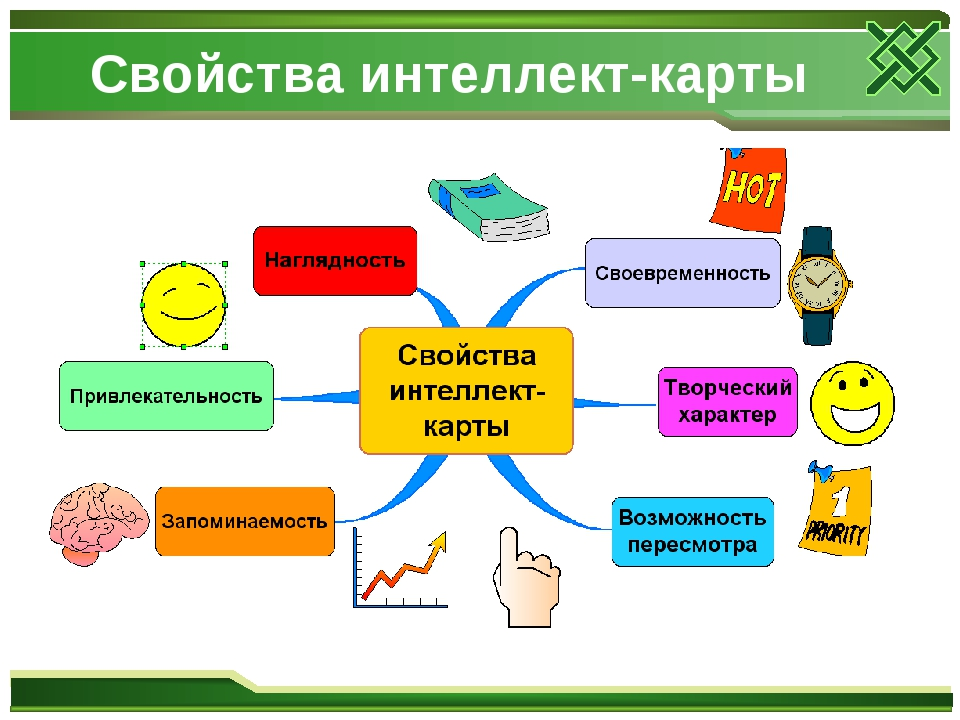 Свойства интеллект-карты
HOT
Наглядность
Своевременность
Свойства
интеллект-
карты
Привлекательность
Творческий
характер
Запоминаемость
Возможность
пересмотра
1
PRIORITY